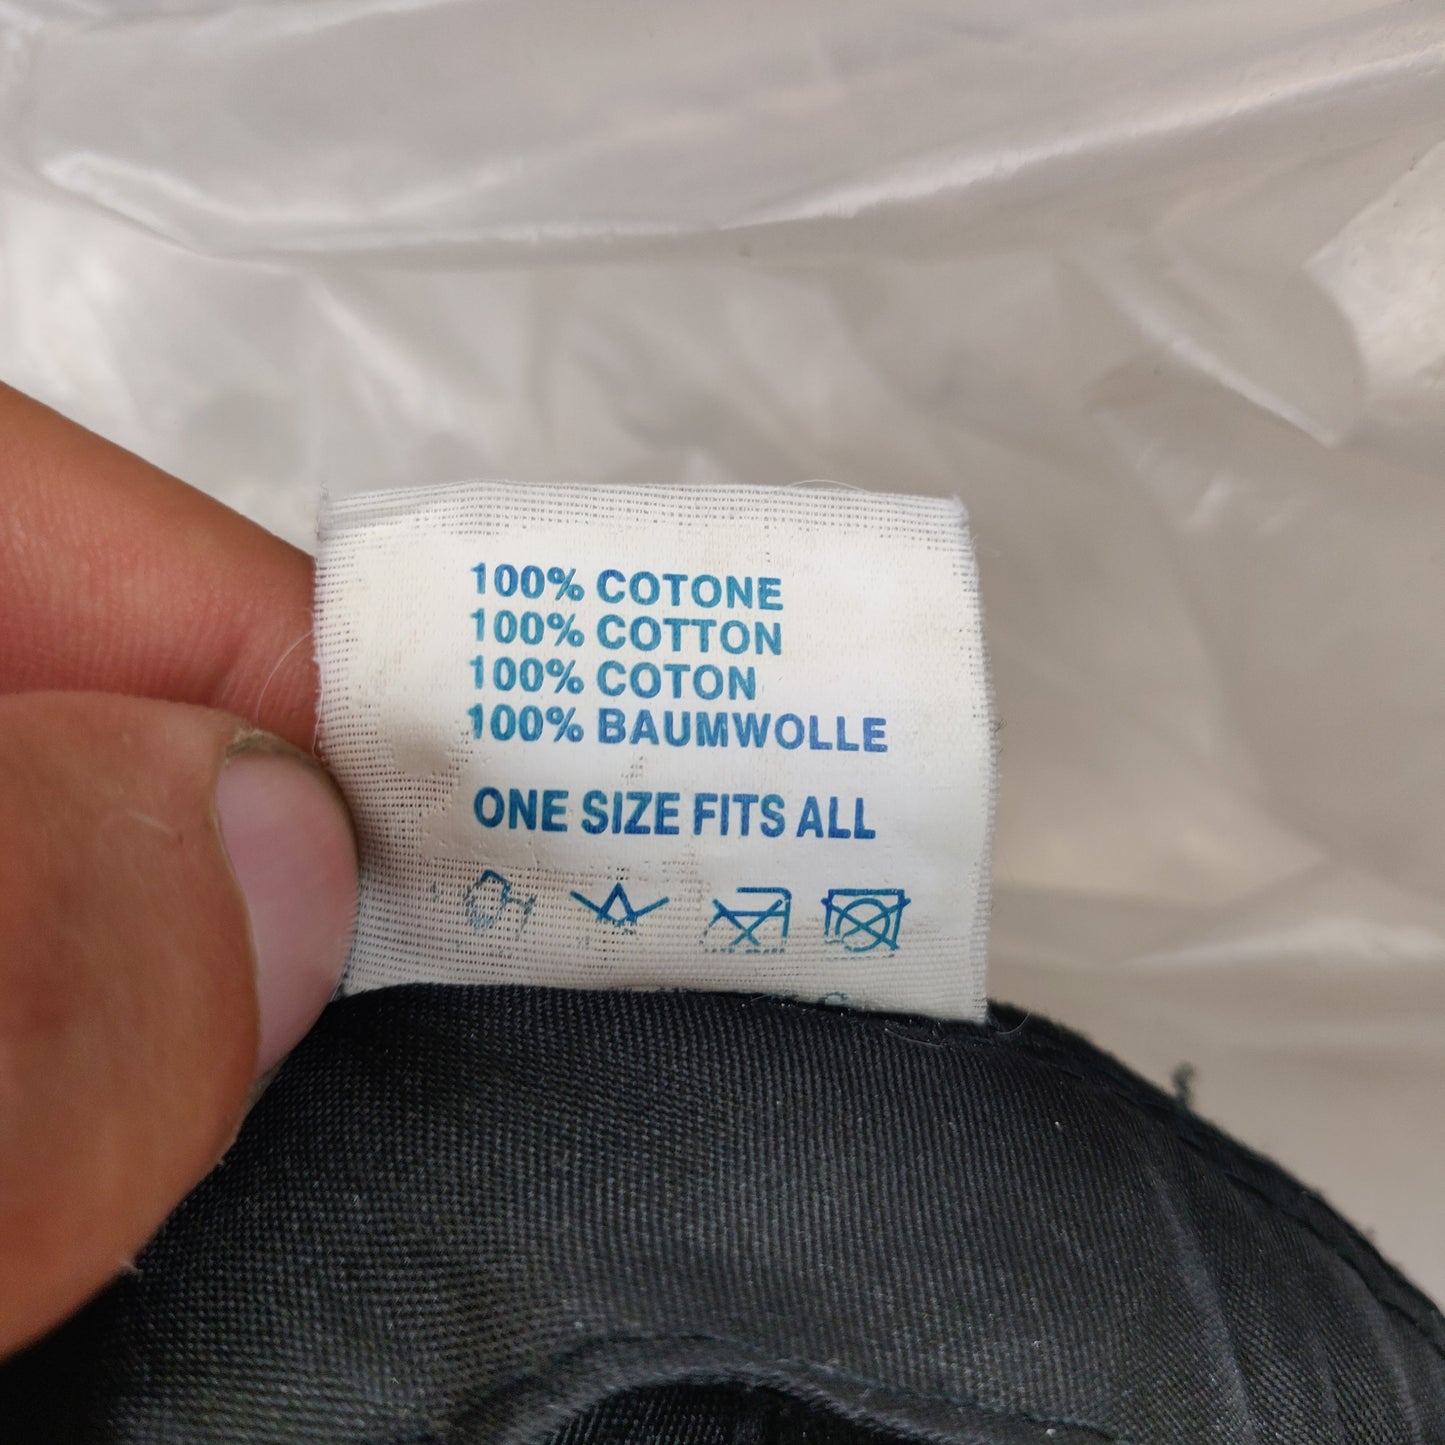 100% COTONE
100% COTTON
100% COTON
100% BAUMWOLLE
ONE SIZE FITS ALL